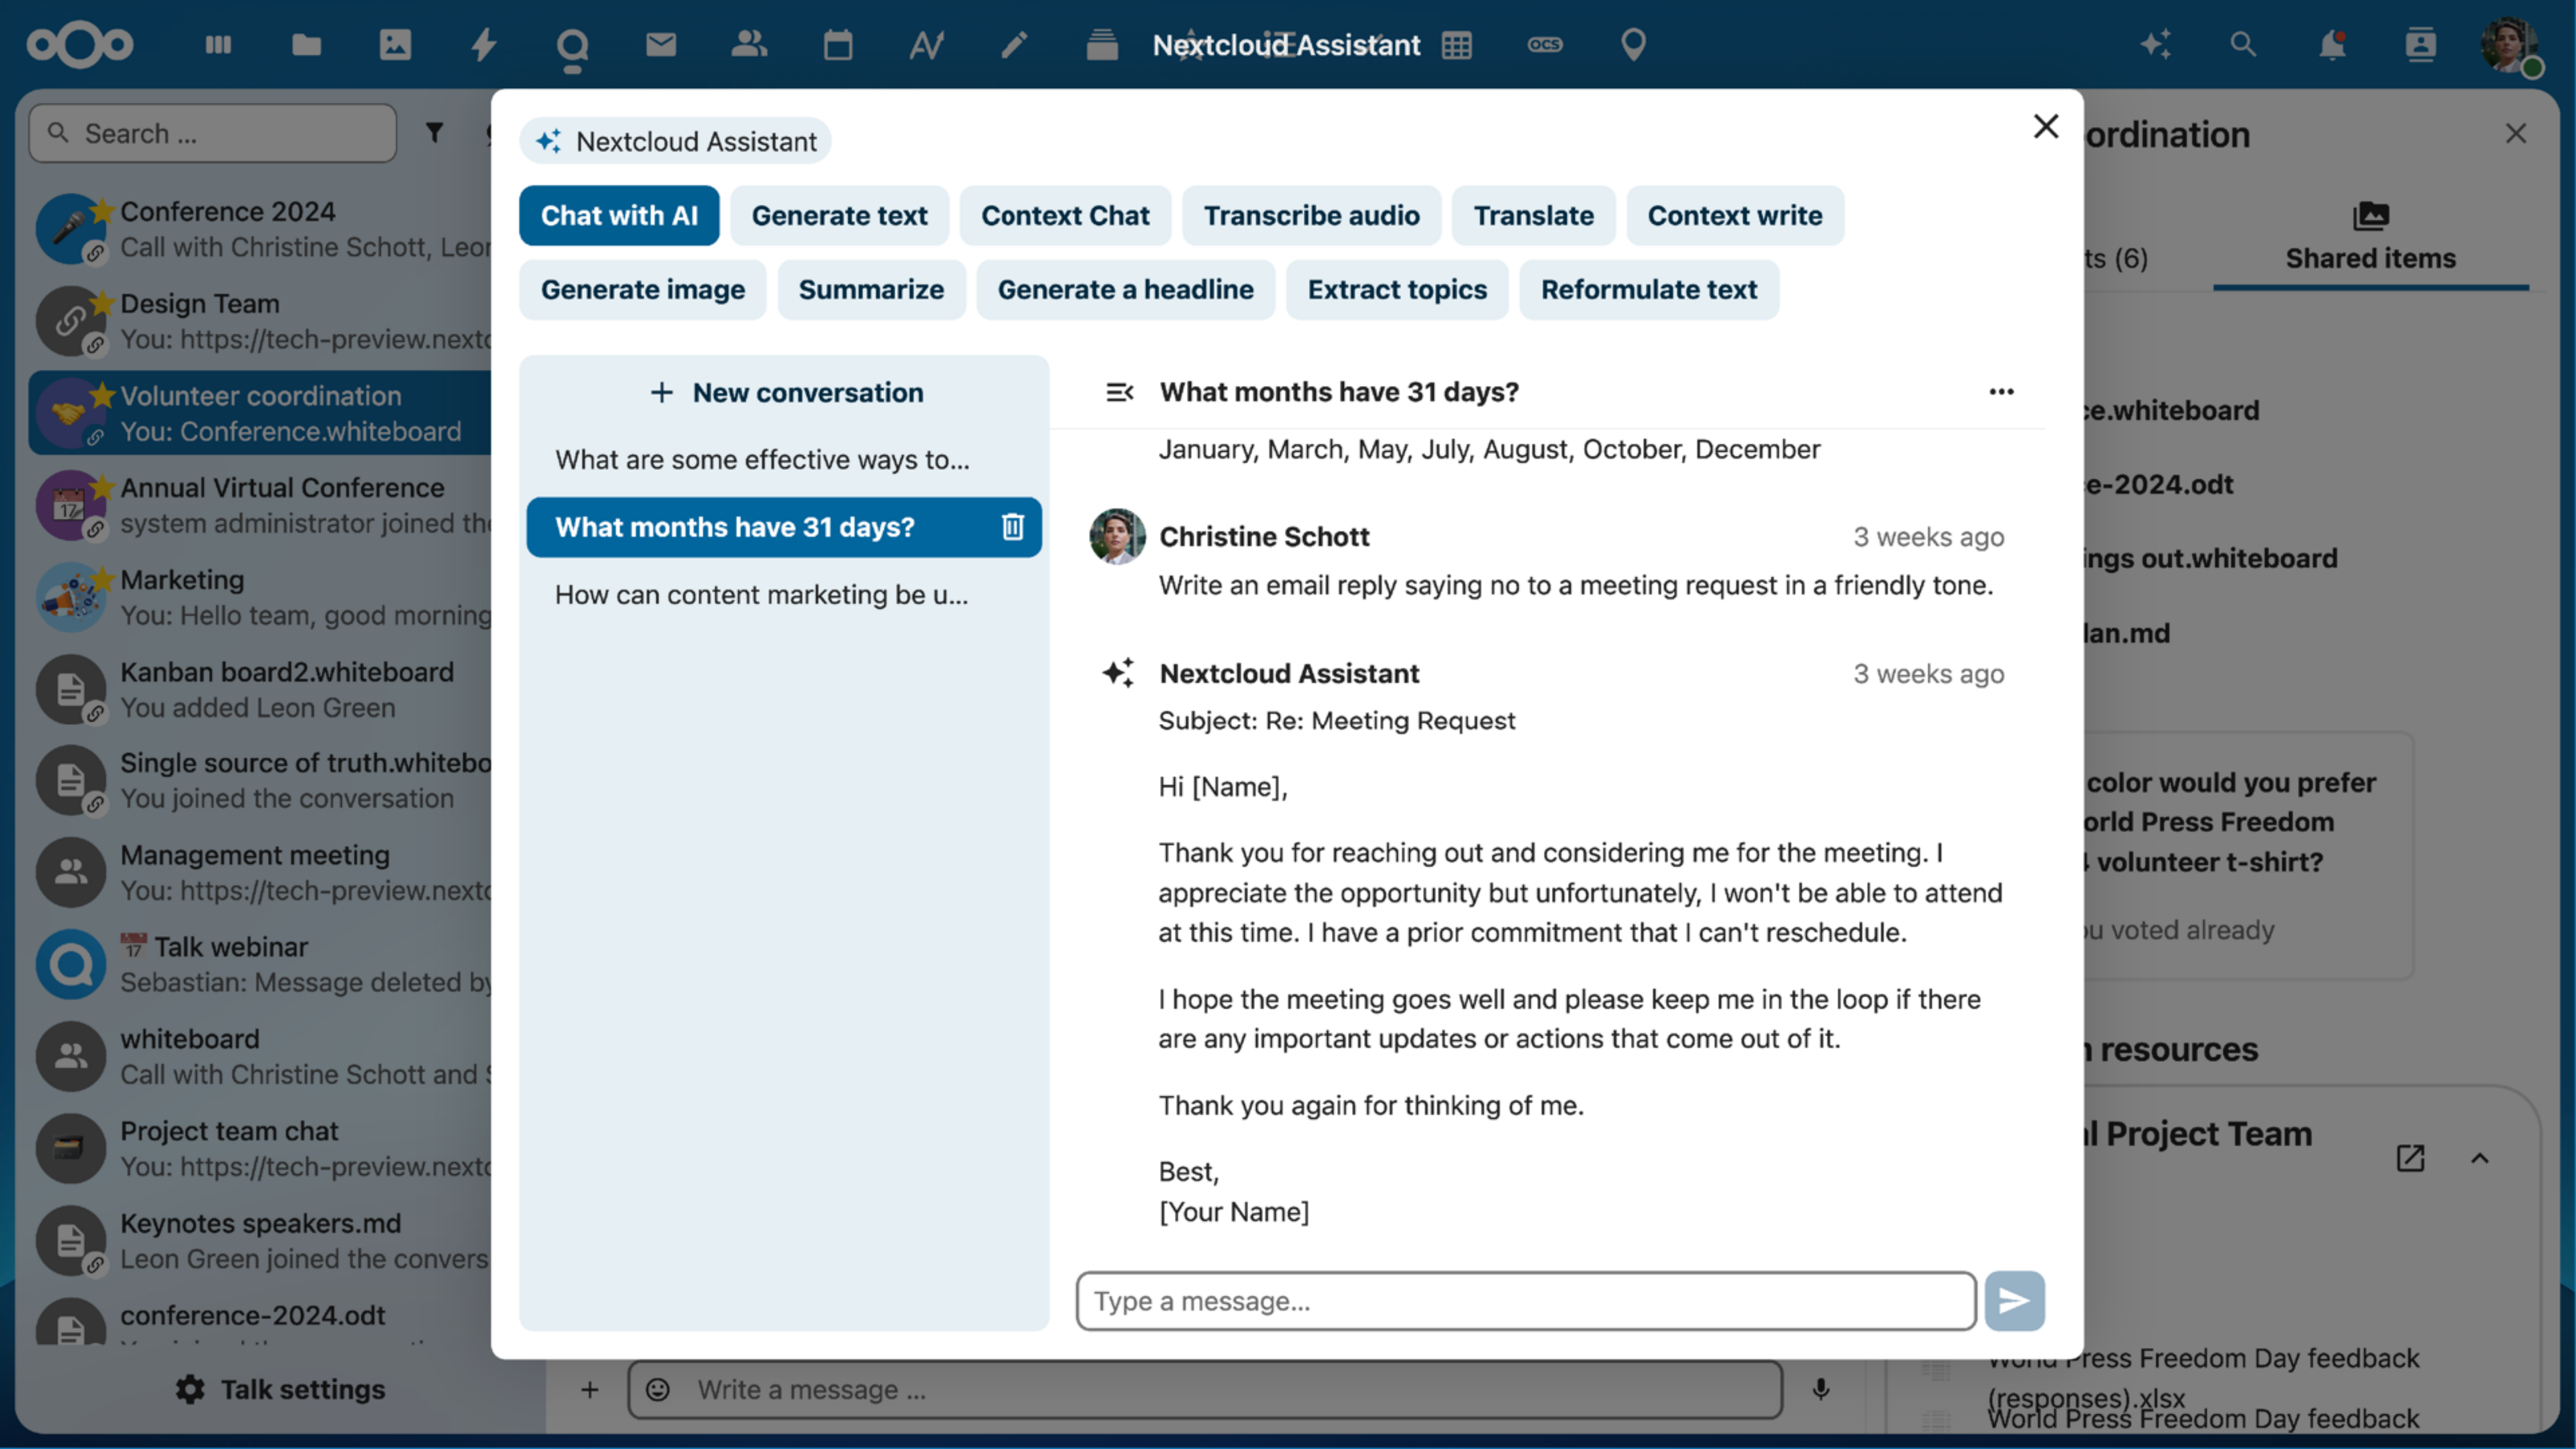 Nextcloud Assistant
OCS
Search ...
Conference 2024
Call with Christine Schott, Leon
Design Team
You: https://tech-preview.nextc
Volunteer coordination
You: Conference.whiteboard
17
Annual Virtual Conference
system administrator joined the
Marketing
You: Hello team, good morning
Kanban board2.whiteboard
You added Leon Green
Single source of truth.whitebo
You joined the conversation
Management meeting
You: https://tech-preview.nextc
17 Talk webinar
Sebastian: Message deleted by
whiteboard
Call with Christine Schott and S
Project team chat
You: https://tech-preview.nextc
Keynotes speakers.md
Leon Green joined the convers
conference-2024.odt
Talk settings
Nextcloud Assistant
Chat with AI
Generate text
Context Chat
Transcribe audio
Translate
Context write
Generate image
Summarize
Generate a headline
Extract topics
Reformulate text
New conversation
What are some effective ways to...
What months have 31 days?
How can content marketing be u...
What months have 31 days?
January, March, May, July, August, October, December
Christine Schott
3 weeks ago
Write an email reply saying no to a meeting request in a friendly tone.
Nextcloud Assistant
3 weeks ago
Subject: Re: Meeting Request
Hi [Name],
Thank you for reaching out and considering me for the meeting. I
appreciate the opportunity but unfortunately, I won't be able to attend
at this time. I have a prior commitment that I can't reschedule.
I hope the meeting goes well and please keep me in the loop if there
are any important updates or actions that come out of it.
Thank you again for thinking of me.
Best,
[Your Name]
Type a message...
Write a message ...
ordination
ts (6)
Shared items
ce.whiteboard
e-2024.odt
ings out.whiteboard
lan.md
color would you prefer
orld Press Freedom
volunteer t-shirt?
ou voted already
resources
l Project Team
World Press Freedom Day feedback
(responses).xlsx
World Press Freedom Day feedback